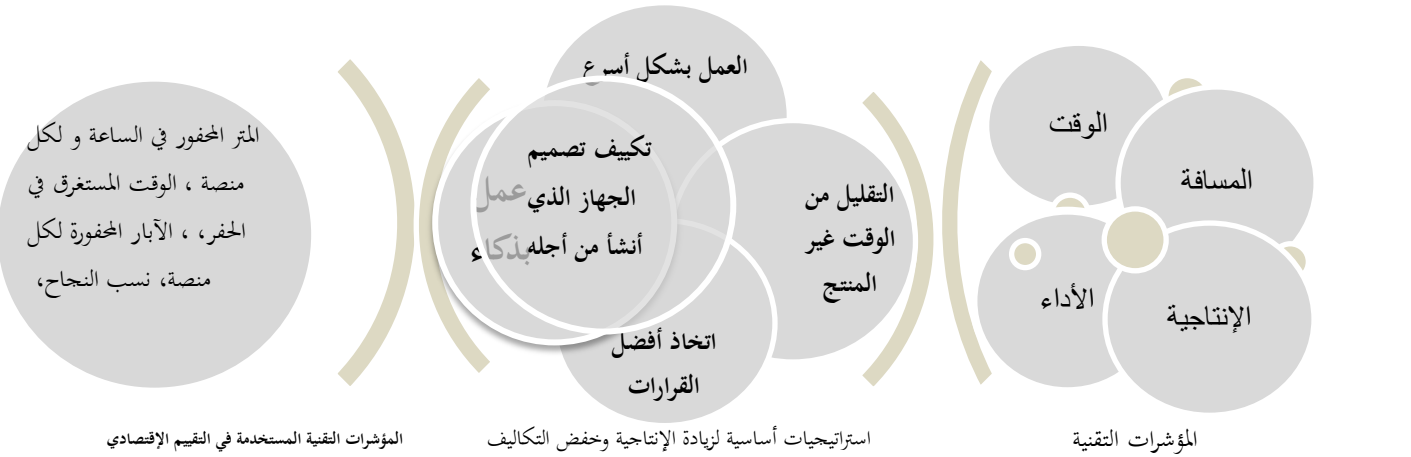 الوقت
المسافة
الأداء
الإنتاجية
المؤشرات التقنية
العمل بشكل أسرع
التقليل من
الوقت غير
المنتج
تكييف تصميم
الجهاز الذي
أنشأ من أجله
عمل
بذكاء
اتخاذ أفضل
القرارات
استراتيجيات أساسية لزيادة الإنتاجية وخفض التكاليف
المتر المحفور في الساعة و لكل
منصة ، الوقت المستغرق في
الحفر، ، الآبار المحفورة لكل
منصة، نسب النجاح،
المؤشرات التقنية المستخدمة في التقييم الإقتصادي